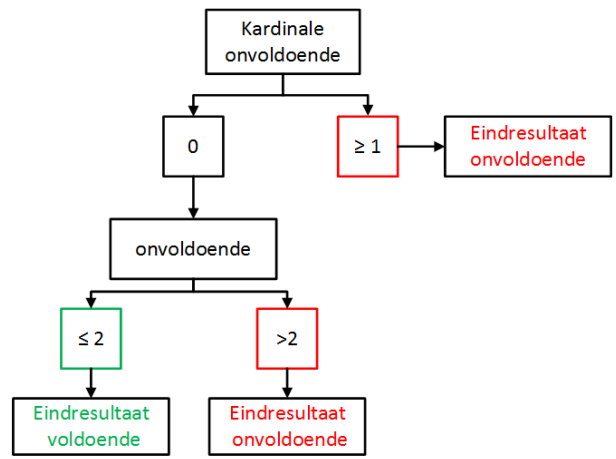 Kardinale
onvoldoende
0
≥ 1
Eindresultaat
onvoldoende
onvoldoende
≤ 2
>2
Eindresultaat
voldoende
Eindresultaat
onvoldoende